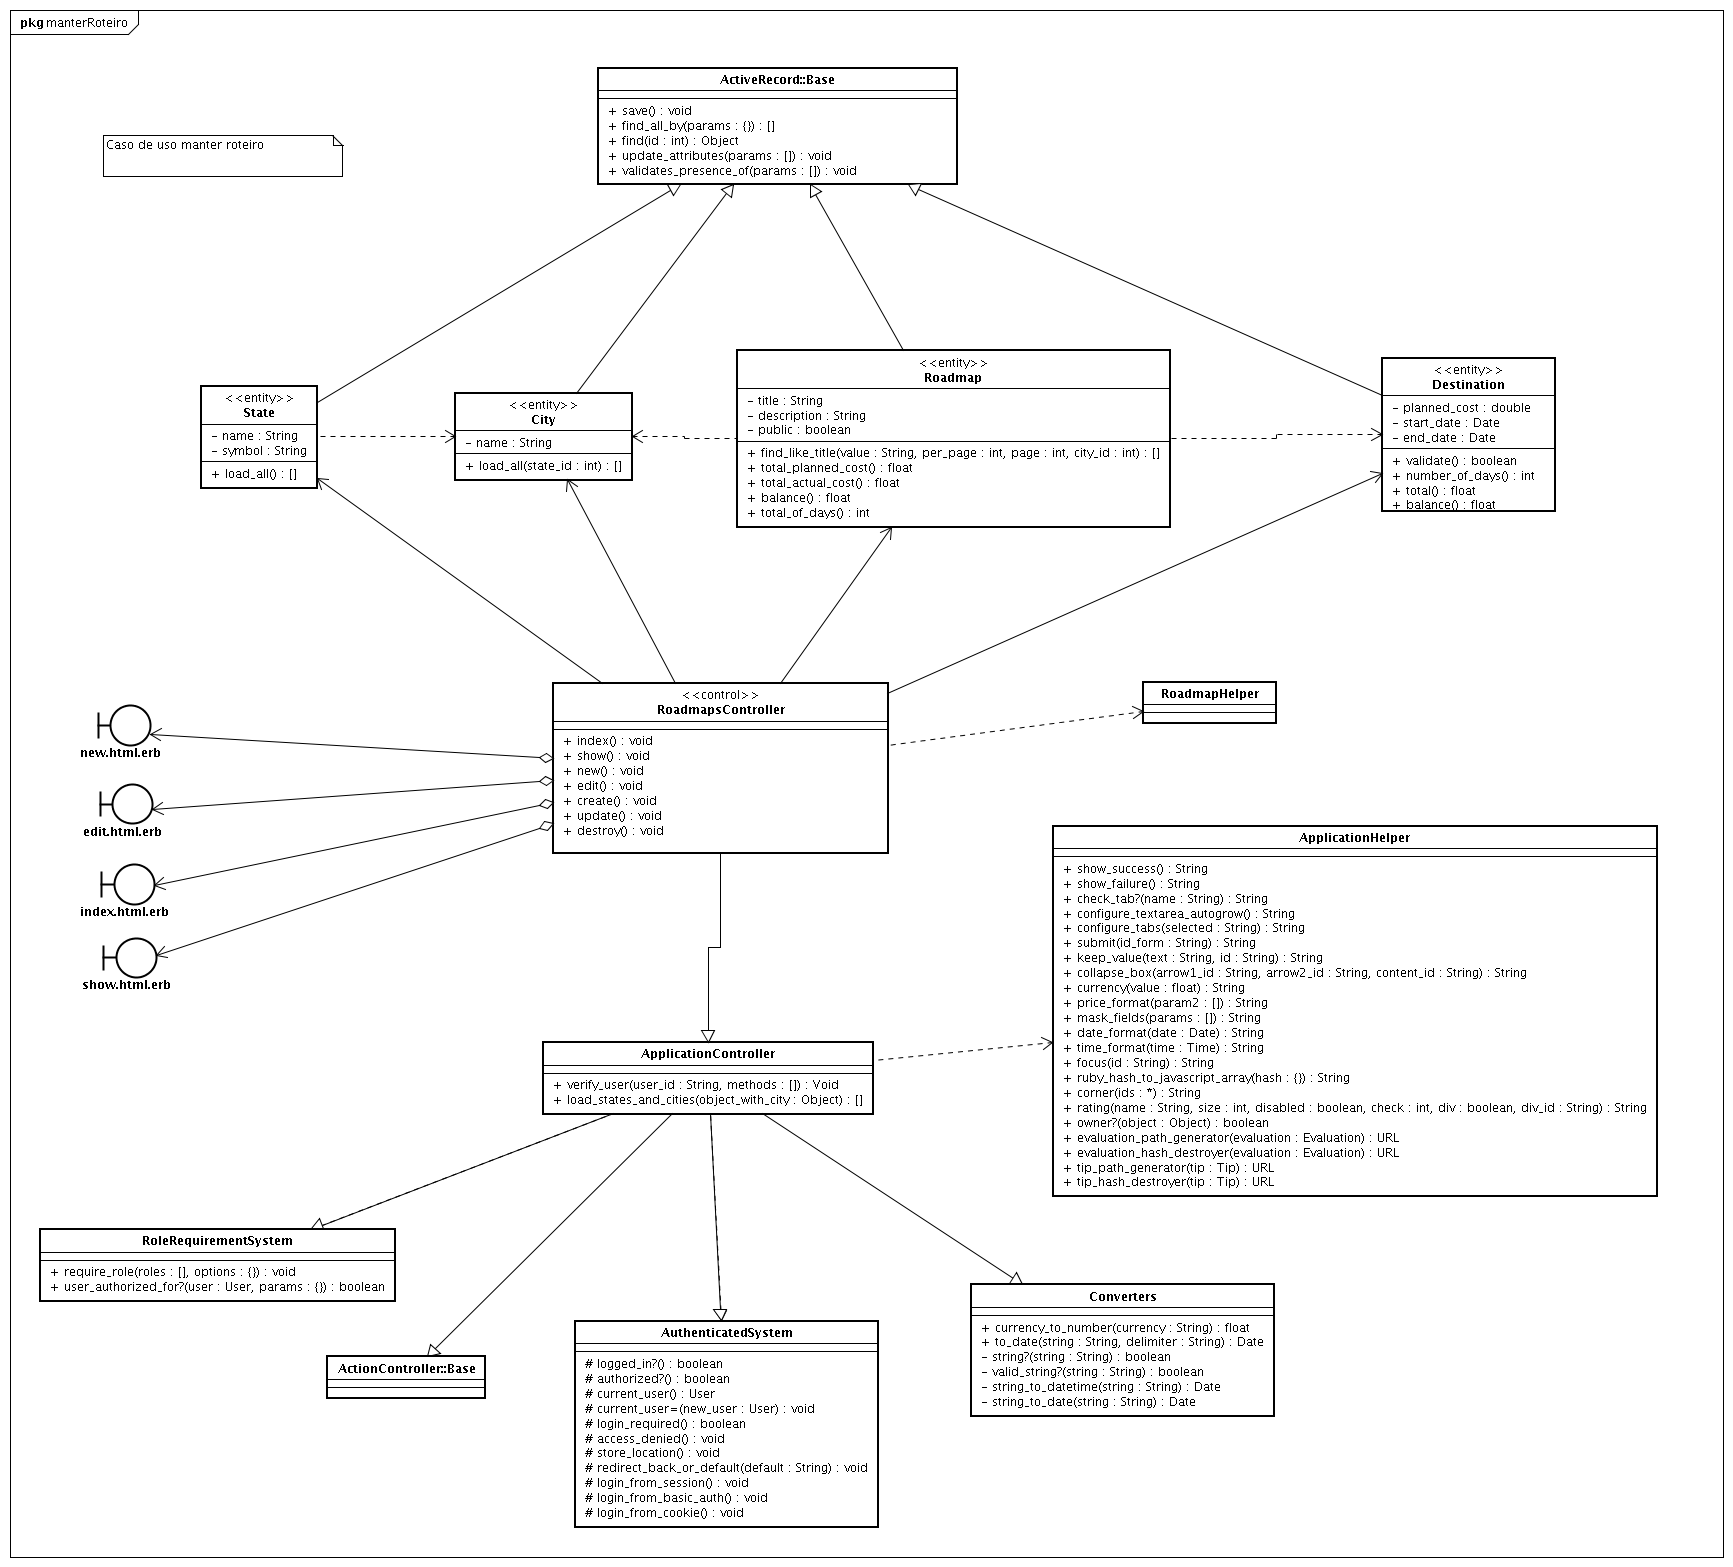 pkg manterRoteiro
ActiveRecord::Base
+ save() : void
+ find_all_by(params : {}) : []
+ find(id : int) : Object
+ update_attributes(params : []) : void
+ validates_presence_of(params : []) : void
Caso de uso manter roteiro
<<entity>>
State
- name : String
- symbol : String
+ load_all() : []
<<entity>>
City
- name : String
+ load_all(state_id : int) : []
<<entity>>
Roadmap
- title : String
- description : String
- public : boolean
+ find_like_title(value : String, per_page : int, page : int, city_id : int) : []
+ total_planned_cost() : float
+ total_actual_cost() : float
+ balance() : float
+ total_of_days() : int
<<entity>>
Destination
- planned_cost : double
- start_date : Date
- end_date : Date
+ validate() : boolean
+ number_of_days() : int
+ total() : float
+ balance() : float
<<control>>
RoadmapsController
+ index() : void
+ show() : void
+ new() : void
+ edit() : void
+ create() : void
+ update() : void
+ destroy() : void
RoadmapHelper
new.html.erb
edit.html.erb
index.html.erb
show.html.erb
ApplicationHelper
+ show_success() : String
+ show_failure() : String
+ check_tab?(name : String) : String
+ configure_textarea_autogrow() : String
+ configure_tabs(selected : String) : String
+ submit(id_form : String) : String
+ keep_value(text : String, id : String) : String
+ collapse_box(arrow1_id : String, arrow2_id : String, content_id : String) : String
+ currency(value : float) : String
+ price_format(param2 : []) : String
+ mask_fields(params : []) : String
+ date_format(date : Date) : String
+ time_format(time : Time) : String
+ focus(id : String) : String
+ ruby_hash_to_javascript_array(hash : {}) : String
+ corner(ids : *) : String
+ rating(name : String, size : int, disabled : boolean, check : int, div : boolean, div_id : String) : String
+ owner?(object : Object) : boolean
+ evaluation_path_generator(evaluation : Evaluation) : URL
+ evaluation_hash_destroyer(evaluation : Evaluation) : URL
+ tip_path_generator(tip : Tip) : URL
+ tip_hash_destroyer(tip : Tip) : URL
ApplicationController
+ verify_user(user_id : String, methods : []) : Void
+ load_states_and_cities(object_with_city : Object) : []
RoleRequirementSystem
+ require_role(roles : [], options : {}) : void
+ user_authorized_for?(user : User, params : {}) : boolean
ActionController::Base
AuthenticatedSystem
# logged_in?() : boolean
# authorized?() : boolean
# current_user() : User
# current_user=(new_user : User) : void
# login_required() : boolean
# access_denied() : void
# store_location() : void
# redirect_back_or_default(default : String) : void
# login_from_session() : void
# login_from_basic_auth() : void
# login_from_cookie() : void
Converters
+ currency_to_number(currency : String) : float
+ to_date(string : String, delimiter : String) : Date
- string?(string : String) : boolean
- valid_string?(string : String) : boolean
- string_to_datetime(string : String) : Date
- string_to_date(string : String) : Date